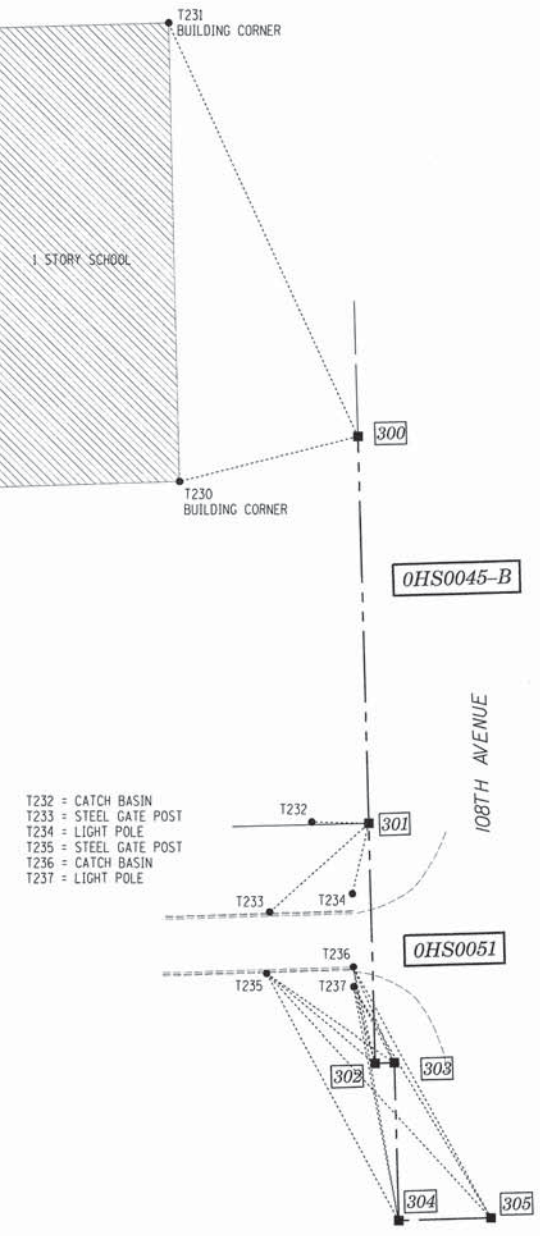 T231
BUILDING CORNER
1 STORY SCHOOL
300
T230
BUILDING CORNER
0HS0045-B
108TH AVENUE
T232 = CATCH BASIN
T233 = STEEL GATE POST
T234 = LIGHT POLE
T235 = STEEL GATE POST
T236 = CATCH BASIN
T237 = LIGHT POLE
T232
301
T233
T234
0HS0051
T236
T235
T237
302
303
304
305